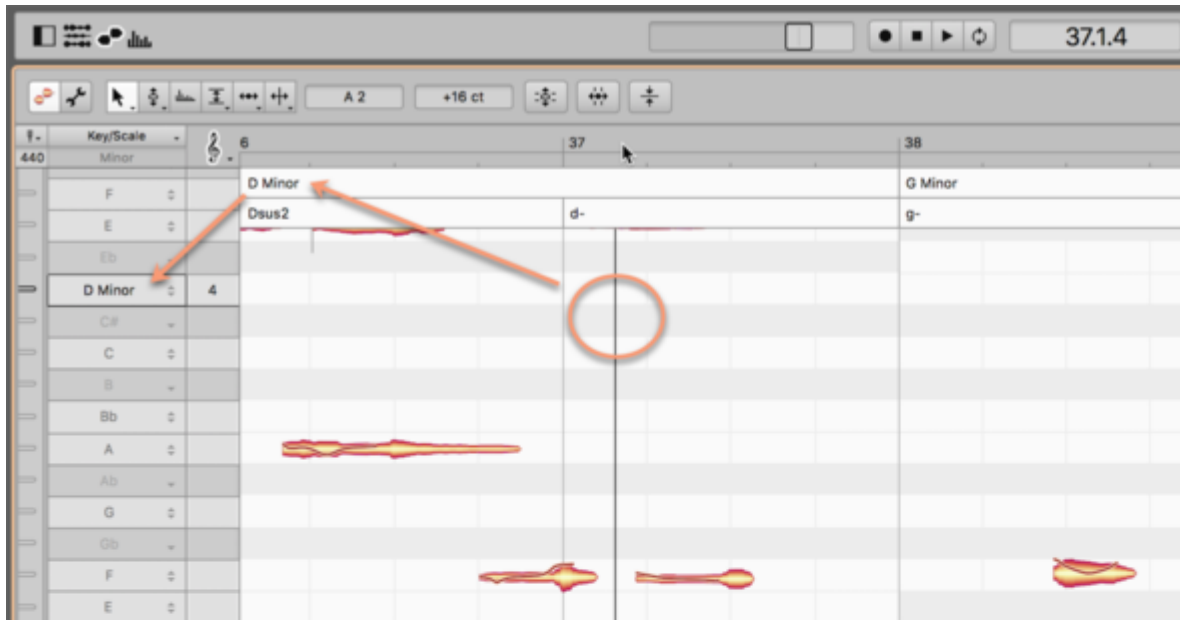 37.1.4
A 2 +16 ct
Key/Scale 6 37 38
440 Minor
F D Minor G Minor
E Dsus2 d- g-
Eb
D Minor 4
C#
C
B
Bb
A
Ab
G
Gb
F
E